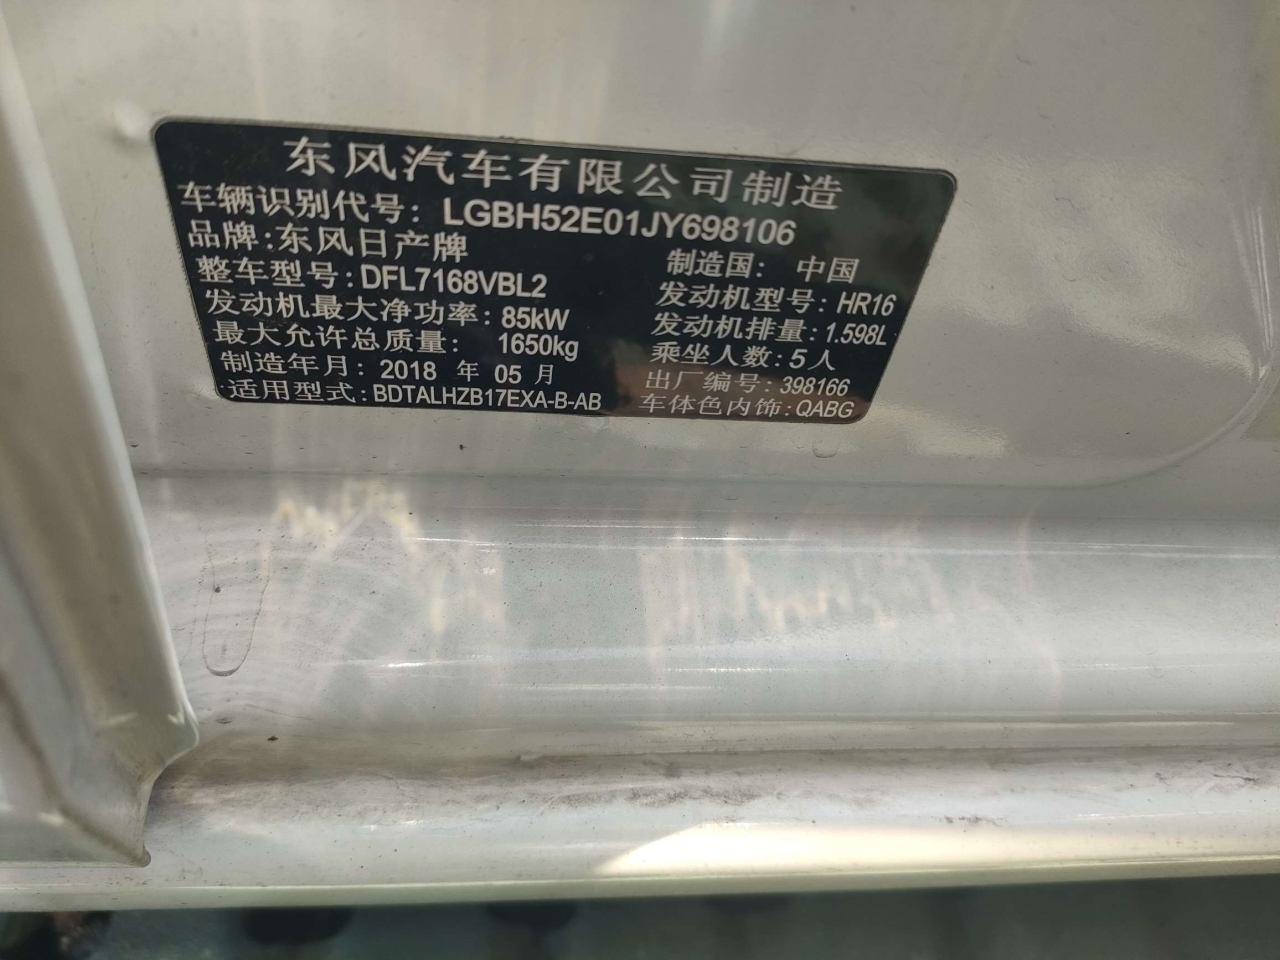 东风汽车有限公司制造
车辆识别代号: LGBH52E01JY698106
品牌:东风日产牌 制造国: 中国
整车型号:DFL7168VBL2 发动机型号: HR16
发动机最大净功率: 85kW 发动机排量: 1.598L
最大允许总质量: 1650kg 乘坐人数: 5人
制造年月: 2018 年 05 月 出厂编号: 398166
适用型式: BDTALHZB17EXA-B-AB 车体色内饰: QABG